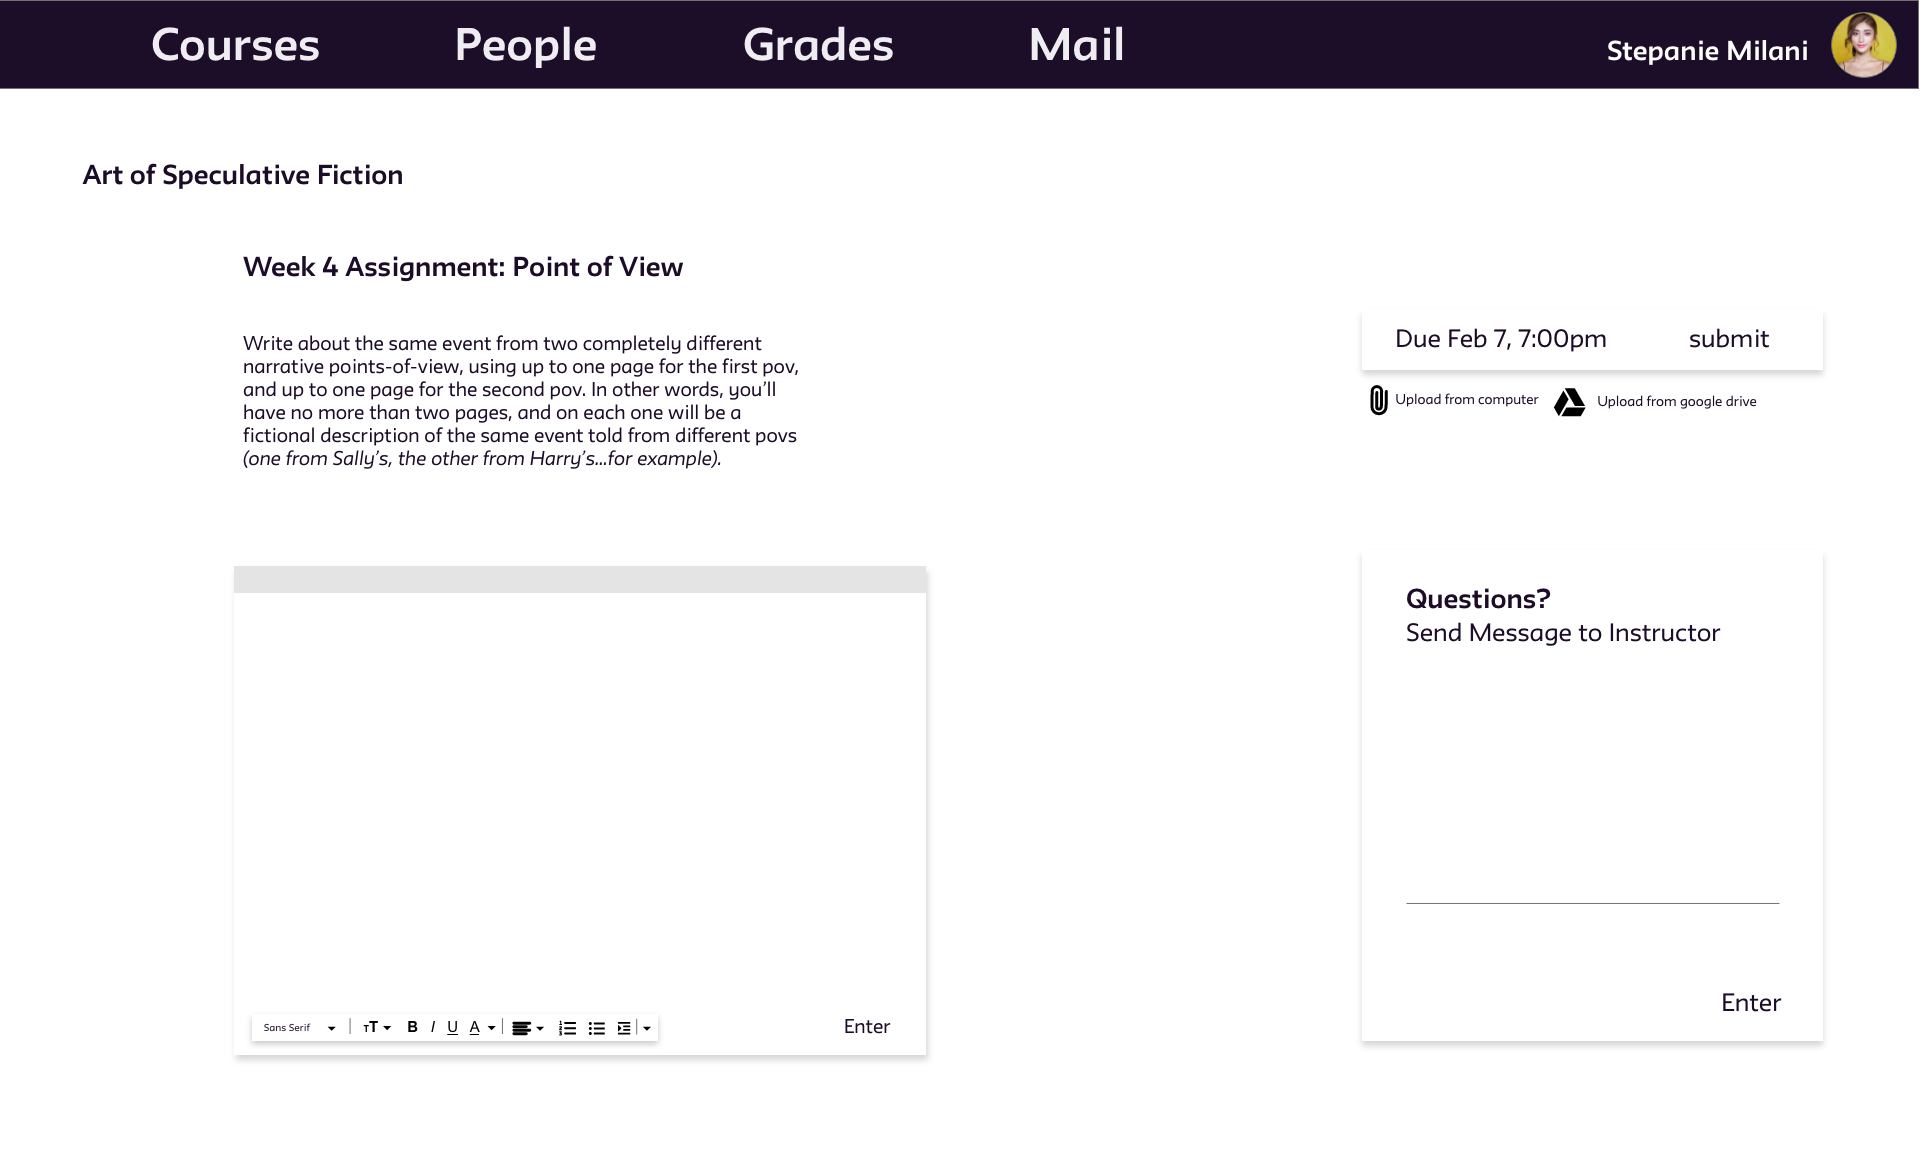 Courses People Grades Mail Stepanie Milani
Art of Speculative Fiction
Week 4 Assignment: Point of View
Write about the same event from two completely different
narrative points-of-view, using up to one page for the first pov,
and up to one page for the second pov. In other words, you'll
have no more than two pages, and on each one will be a
fictional description of the same event told from different povs
(one from Sally's, the other from Harry's...for example).
Due Feb 7, 7:00pm submit
Upload from computer Upload from google drive
Sans Serif TT B I U A
Enter
Questions?
Send Message to Instructor
Enter